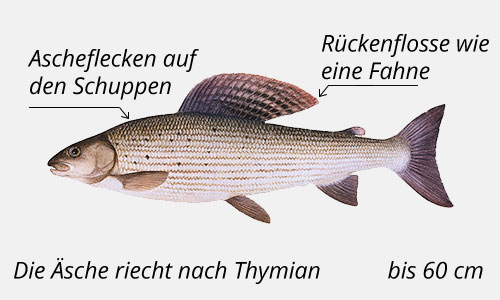 Ascheflecken auf
den Schuppen
Rückenflosse wie
eine Fahne
Die Äsche riecht nach Thymian
bis 60 cm